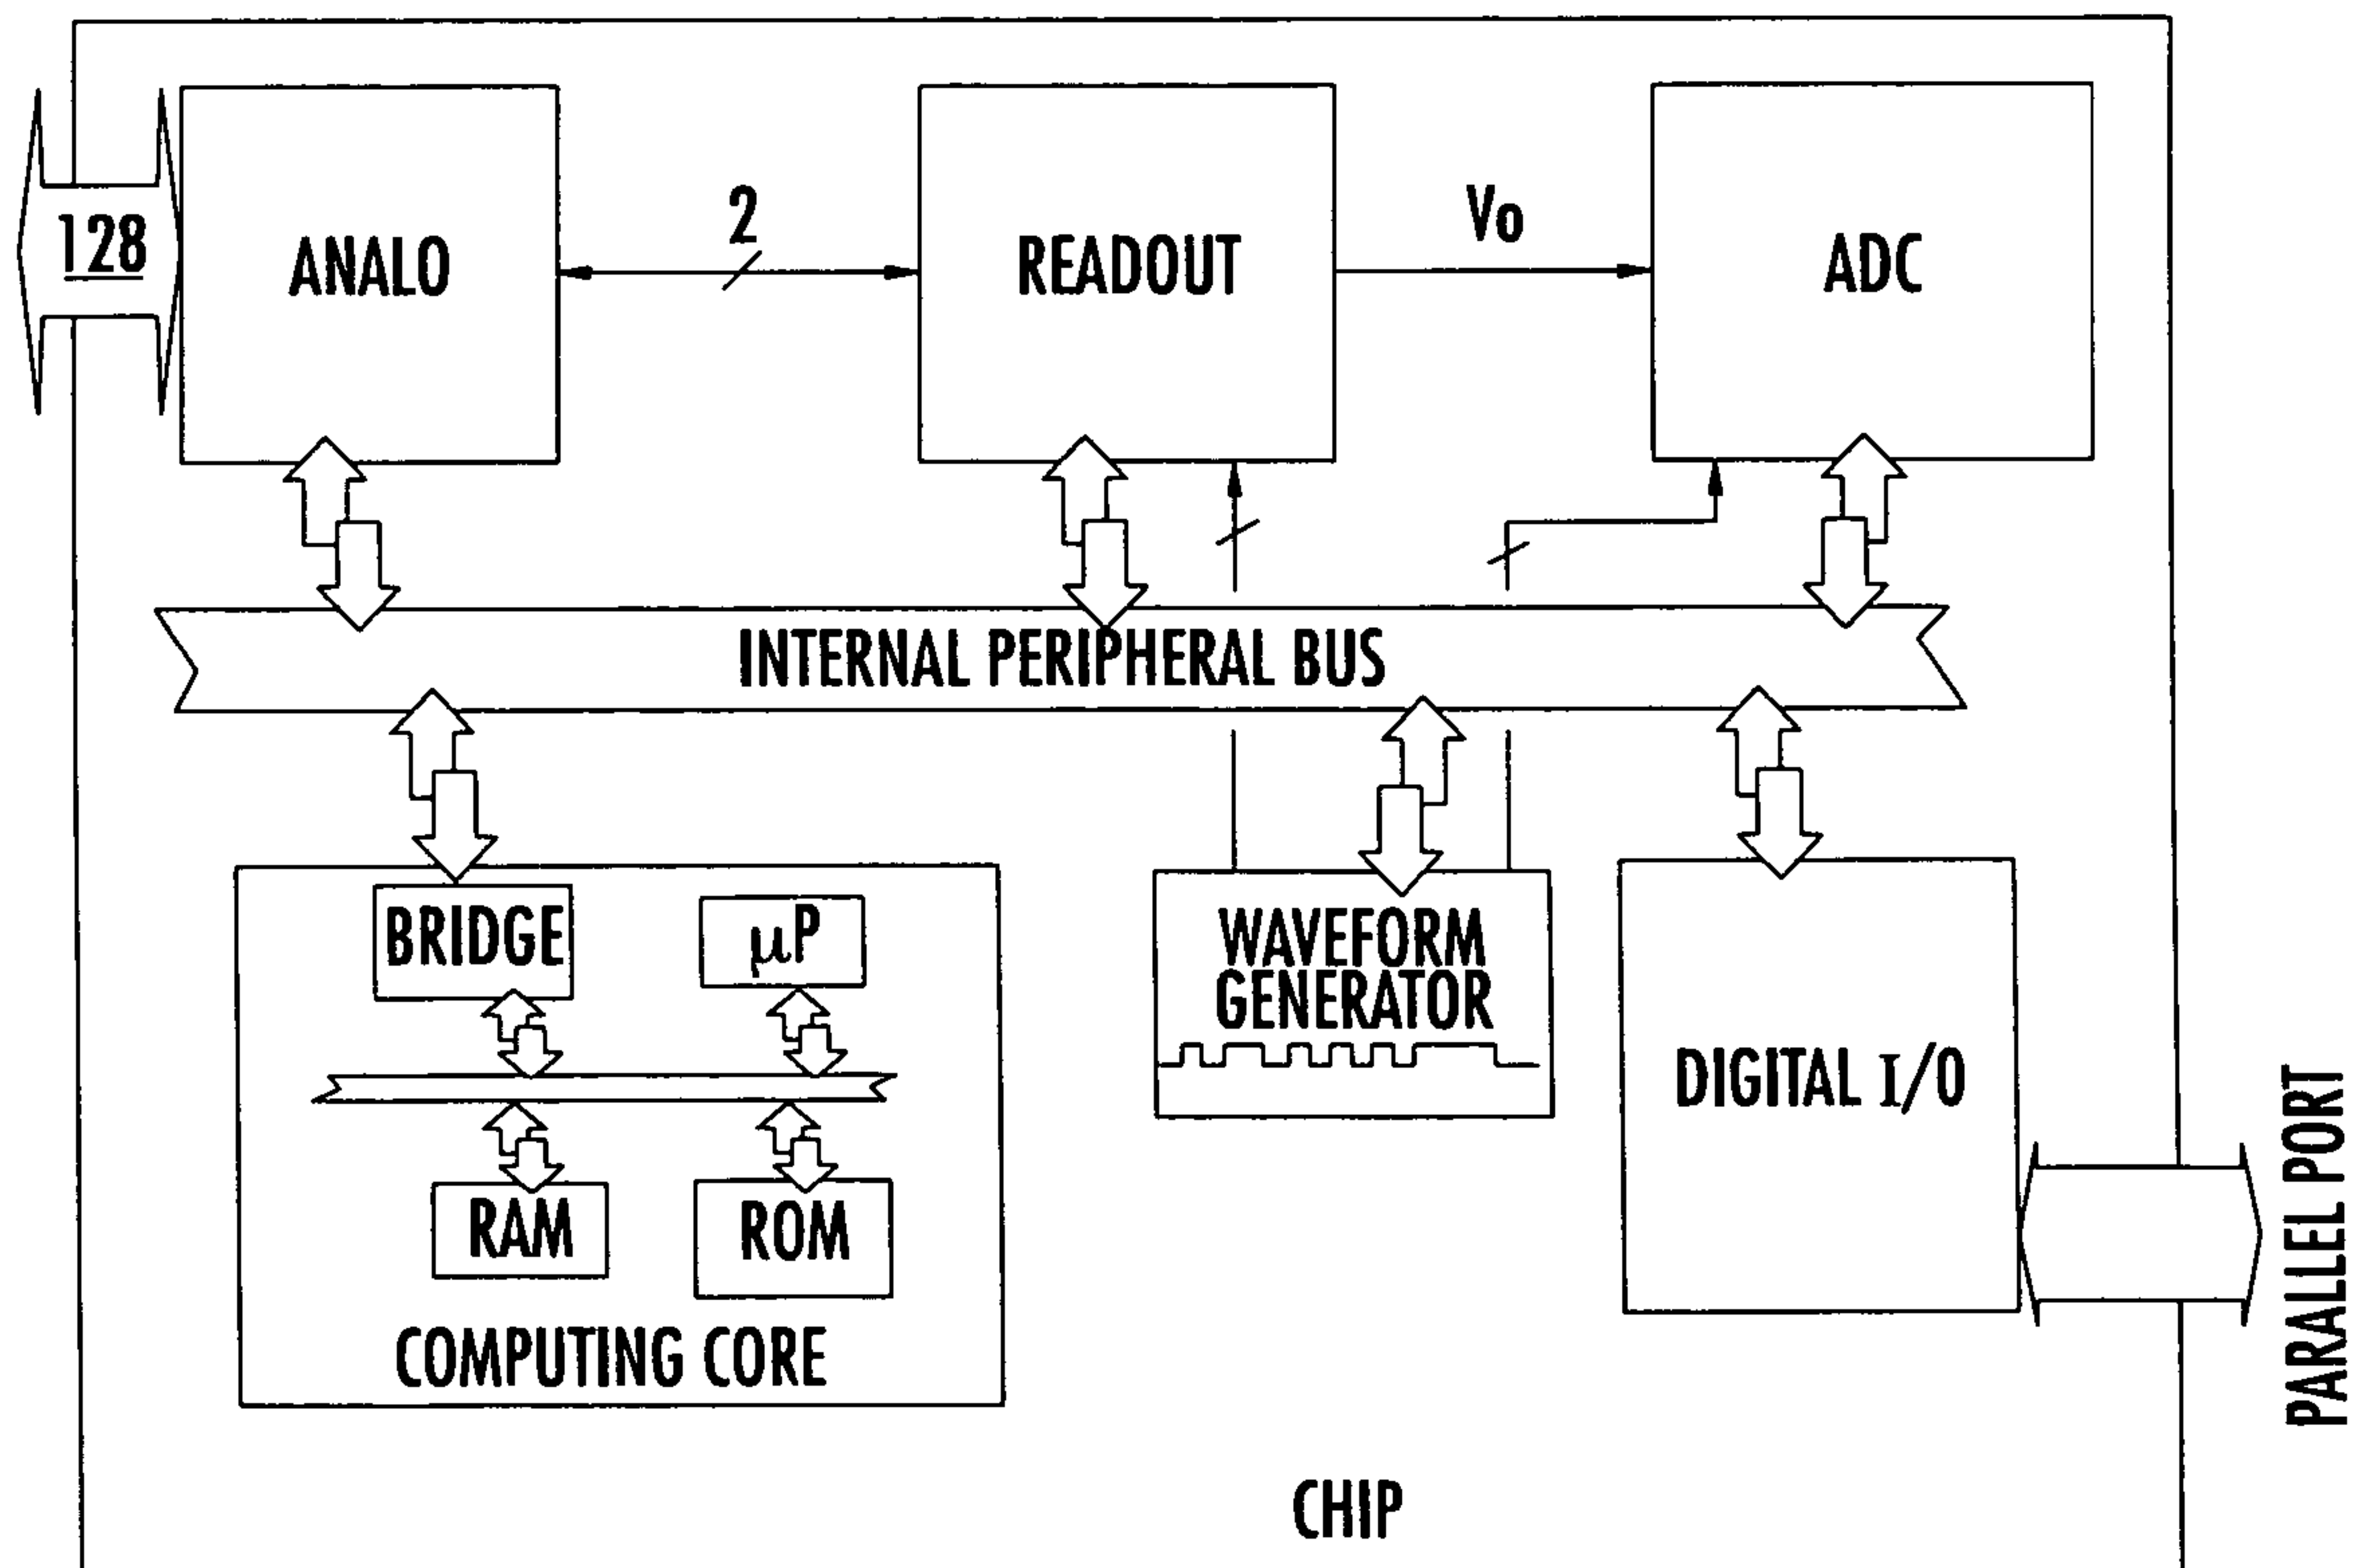 128
ANALO
2
READOUT
Vo
ADC
INTERNAL PERIPHERAL BUS
BRIDGE
µP
RAM
ROM
COMPUTING CORE
WAVEFORM
GENERATOR
DIGITAL I/O
PARALLEL PORT
CHIP